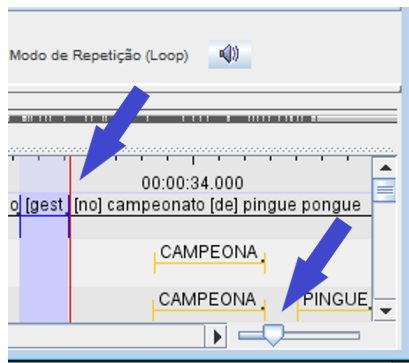 Modo de Repetição (Loop)
00:00:34.000
o [gest [no] campeonato [de] pingue pongue
CAMPEONA
CAMPEONA PINGUE